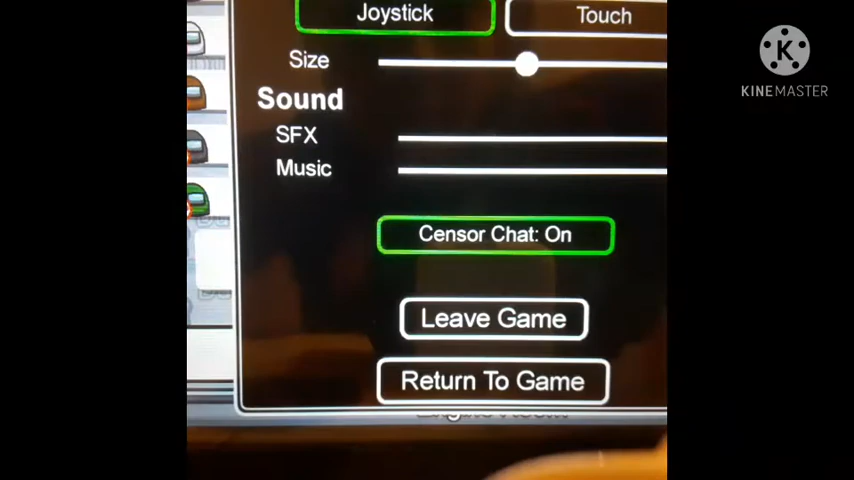 Joystick
Touch
Size
Sound
SFX
Music
Censor Chat: On
Leave Game
Return To Game
K
KINEMASTER